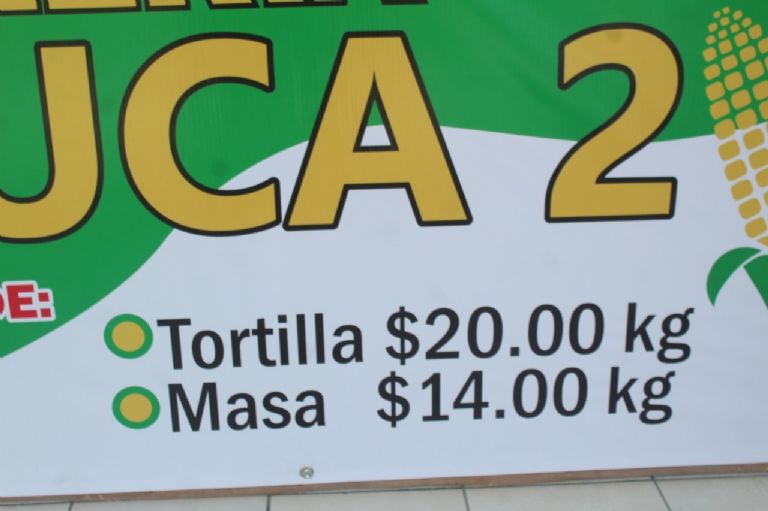 UCA 2
DE:
Tortilla $20.00 kg
Masa $14.00 kg